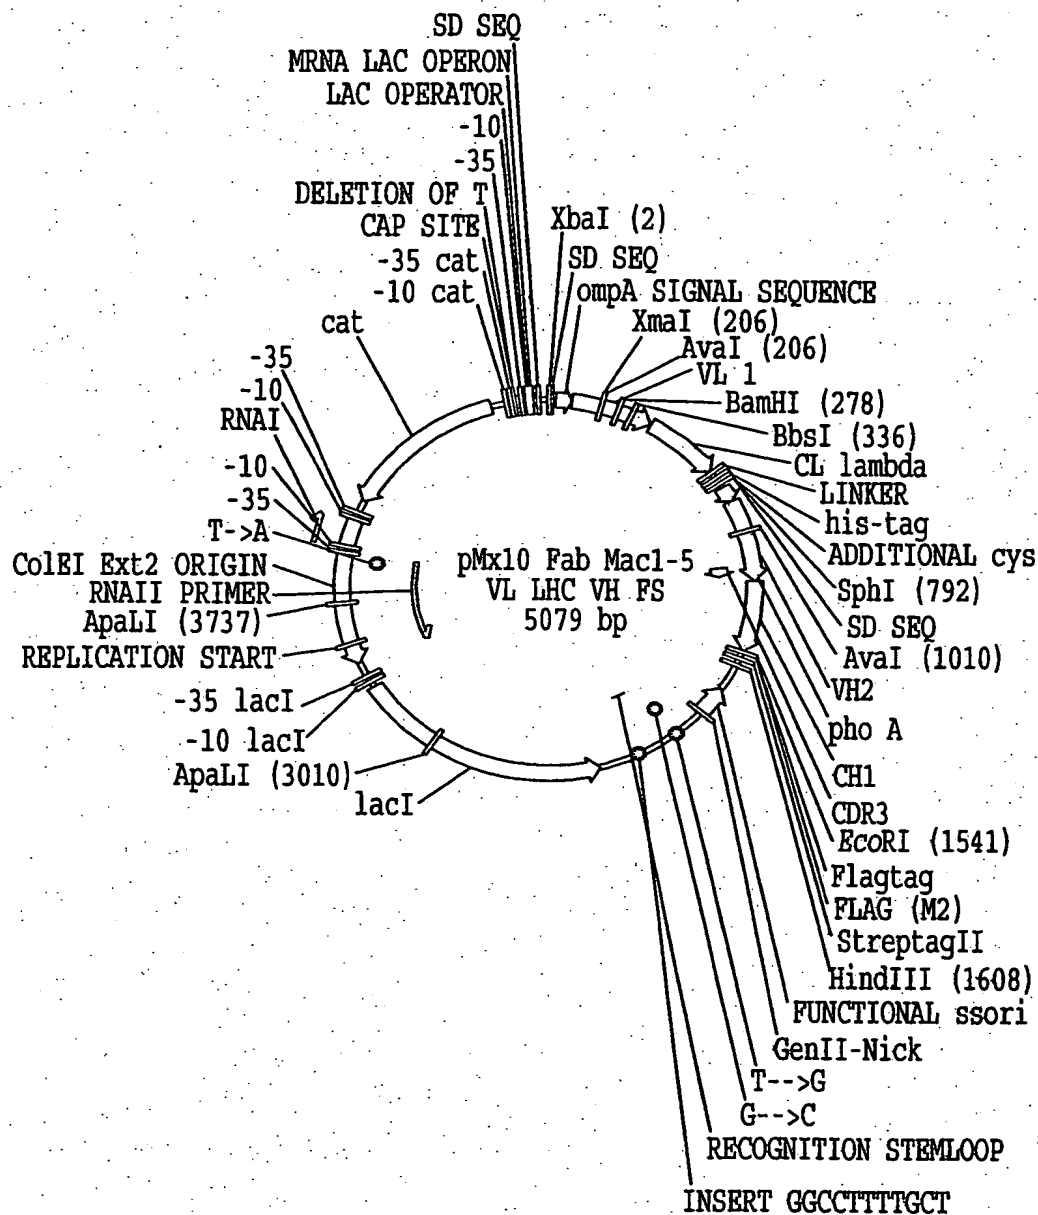 SD SEQ
MRNA LAC OPERON
LAC OPERATOR
-10
-35
DELETION OF T
CAP SITE
-35 cat
-10 cat
cat
-35
-10
RNAI
-10
-35
T->A
ColEI Ext2 ORIGIN
RNAII PRIMER
ApaLI (3737)
REPLICATION START
-35 lacI
-10 lacI
ApaLI (3010)
lacI
pMx10 Fab Mac1-5
VL LHC VH FS
5079 bp
XbaI (2)
SD SEQ
ompA SIGNAL SEQUENCE
XmaI (206)
AvaI (206)
VL 1
BamHI (278)
BbsI (336)
CL lambda
LINKER
his-tag
ADDITIONAL cys
SphI (792)
SD SEQ
AvaI (1010)
VH2
pho A
CH1
CDR3
EcoRI (1541)
Flagtag
FLAG (M2)
StreptagII
HindIII (1608)
FUNCTIONAL ssori
GenII-Nick
T-->G
G-->C
RECOGNITION STEMLOOP
INSERT GGCCTTTTGCT